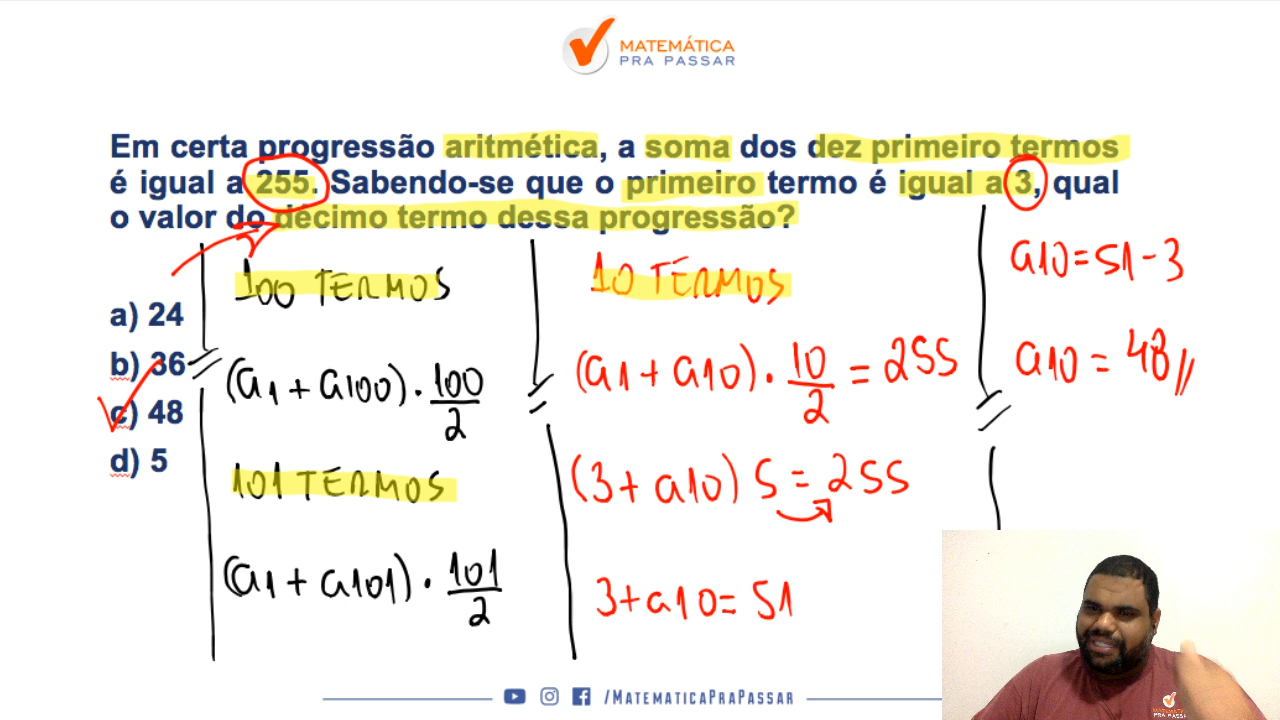 MATEMÁTICA
PRA PASSAR
Em certa progressão aritmética, a soma dos dez primeiro termos
é igual a 255. Sabendo-se que o primeiro termo é igual a 3, qual
o valor do décimo termo dessa progressão?
a) 24
b) 36
c) 48
d) 5
100 TERMOS
(a1 + a100) · 100/2
101 TERMOS
(a1 + a101) · 101/2
10 TERMOS
(a1 + a10) · 10/2 = 255
(3 + a10) 5 = 255
3 + a10 = 51
a10 = 51 - 3
a10 = 48 //
MATEMÁTICA
PRA PASSAR
/MATEMATICAPRAPASSAR